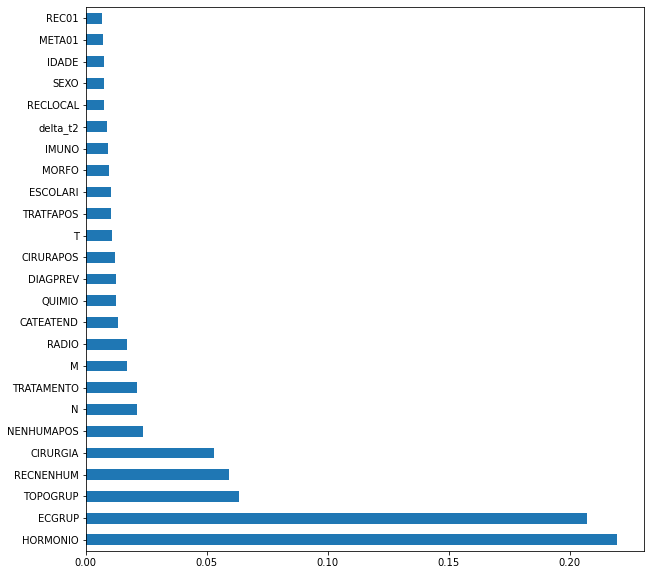 REC01
META01
IDADE
SEXO
RECLOCAL
delta_t2
IMUNO
MORFO
ESCOLARI
TRATFAPOS
T
CIRURAPOS
DIAGPREV
QUIMIO
CATEATEND
RADIO
M
TRATAMENTO
N
NENHUMAPOS
CIRURGIA
RECNENHUM
TOPOGRUP
ECGRUP
HORMONIO
0.00 0.05 0.10 0.15 0.20